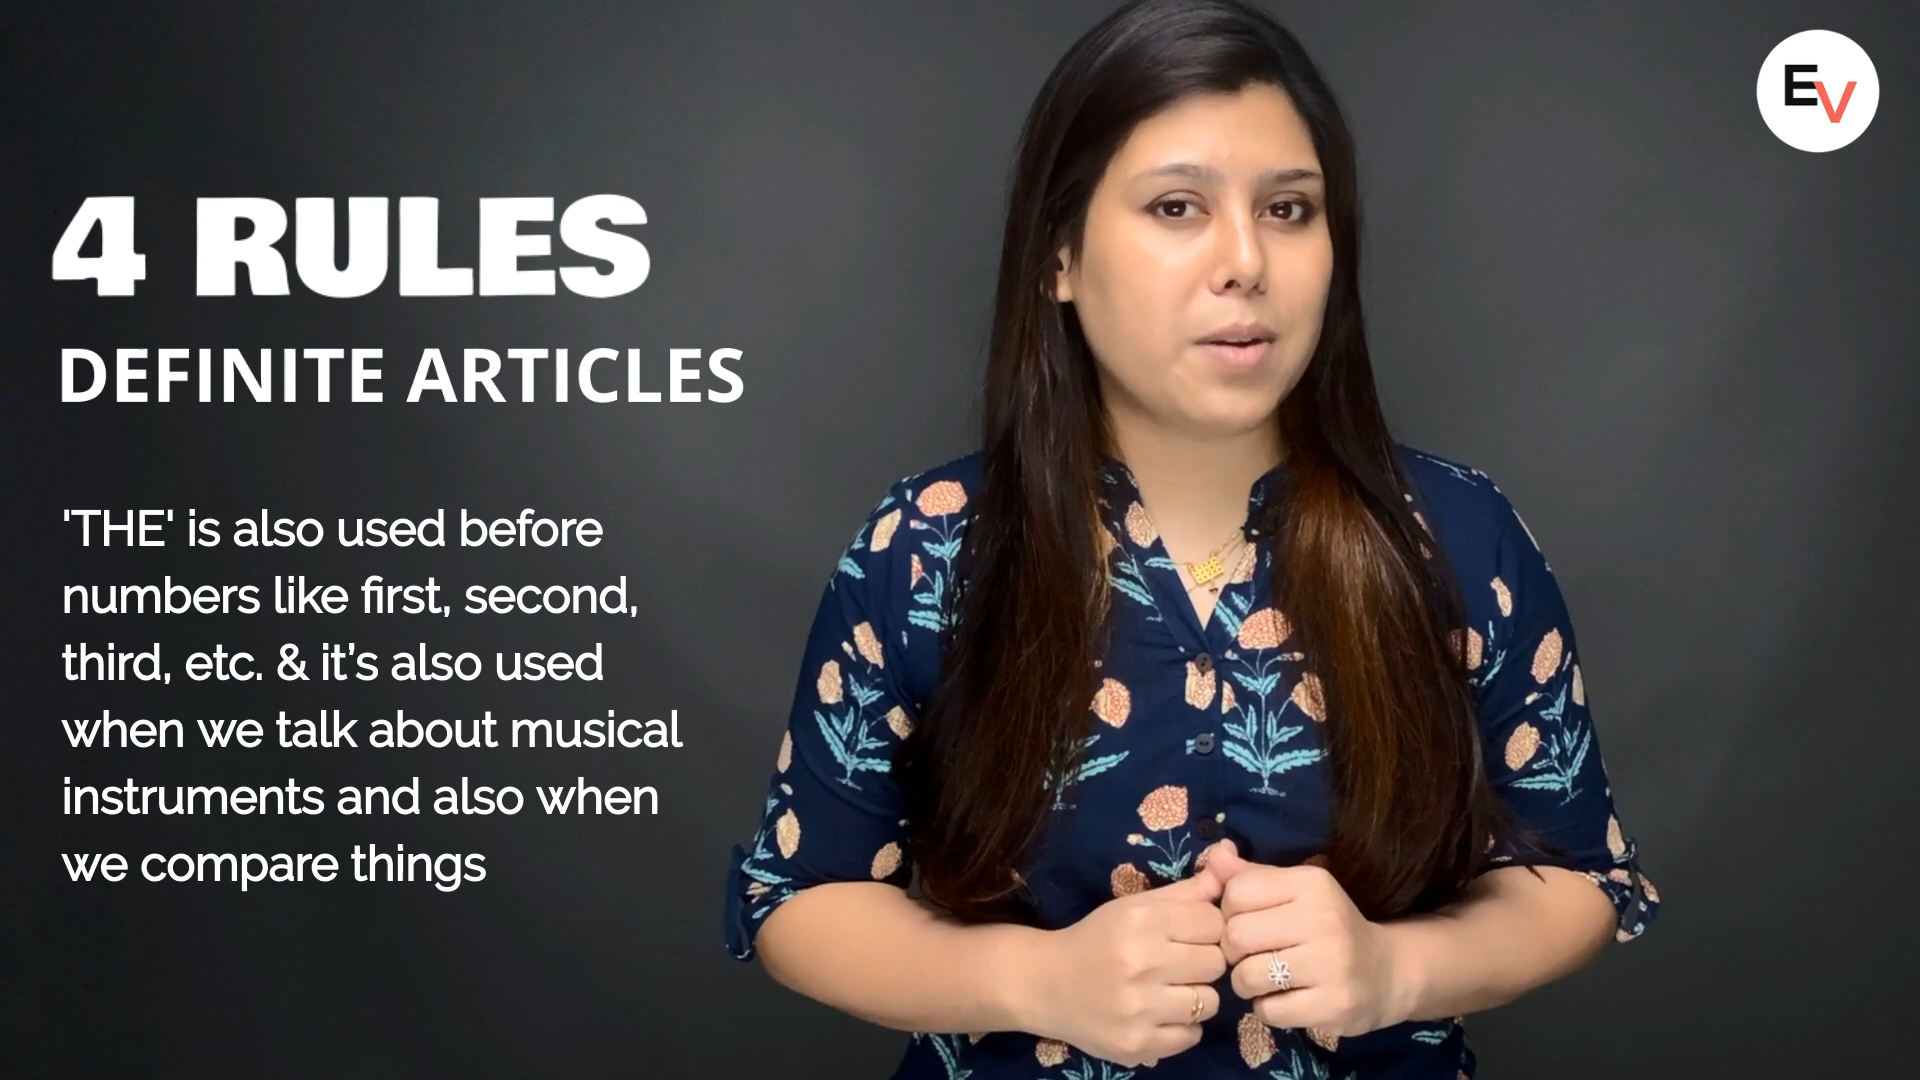 EV
4 RULES
DEFINITE ARTICLES
'THE' is also used before
numbers like first, second,
third, etc. & it’s also used
when we talk about musical
instruments and also when
we compare things